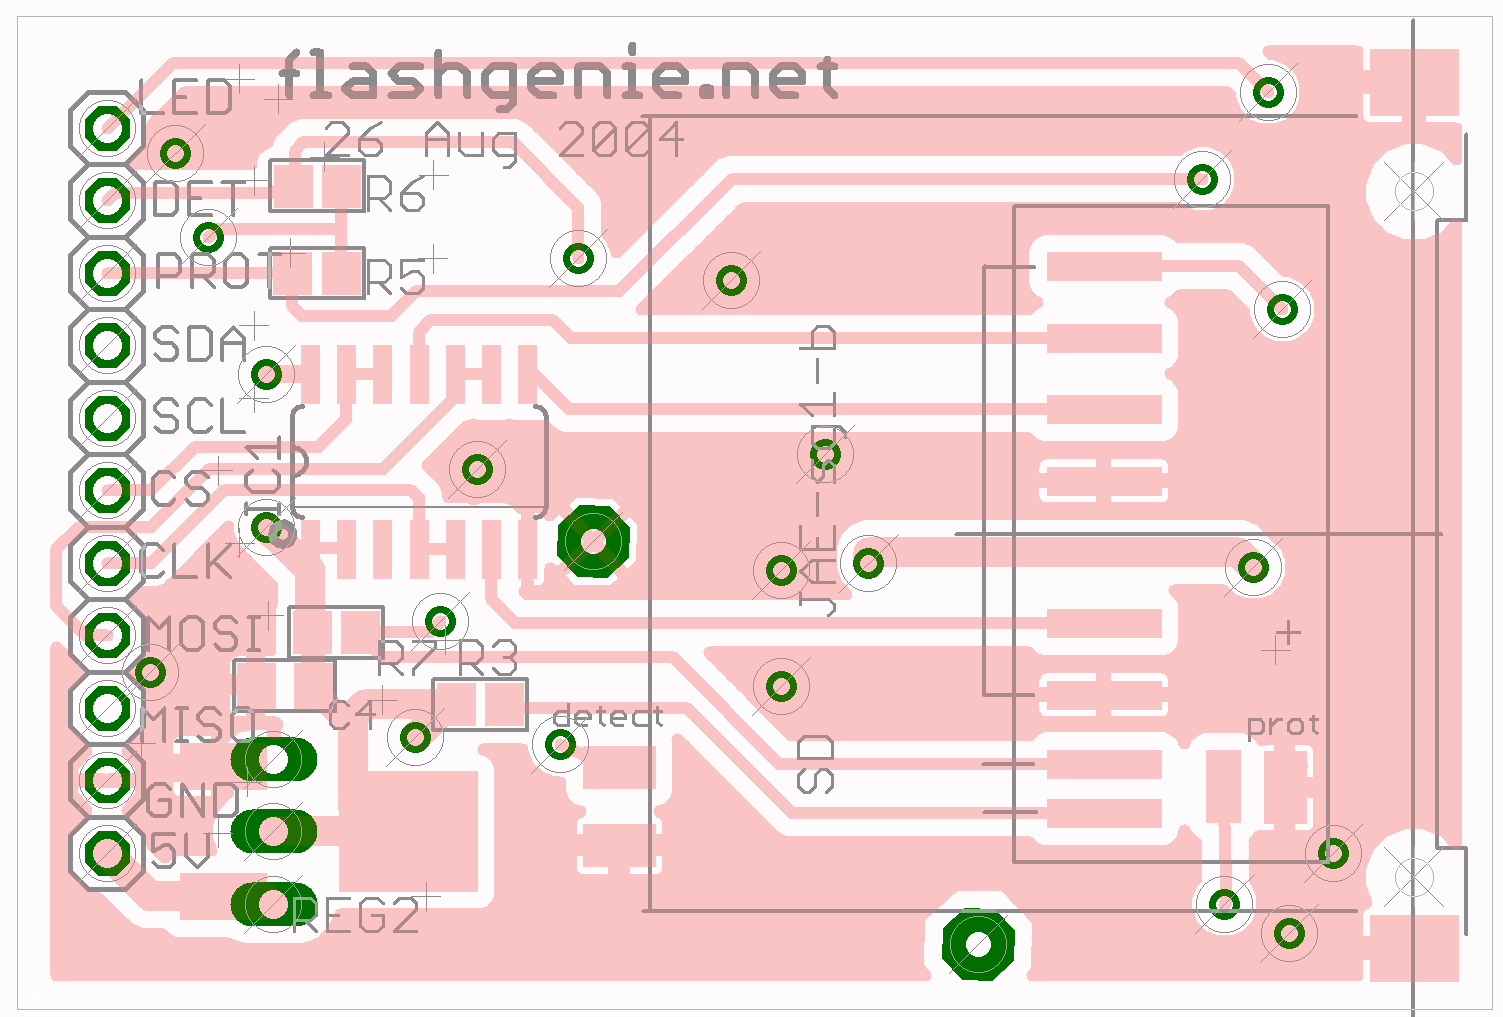 flashgenie.net
LED
26 Aug 2004
DET
R6
PROT
R5
SDA
SCL
IC1
JAE-SD1-D
CS
CLK
MOSI
R7
R3
MISO
C4
detect
prot
SD
GND
5V
REG2